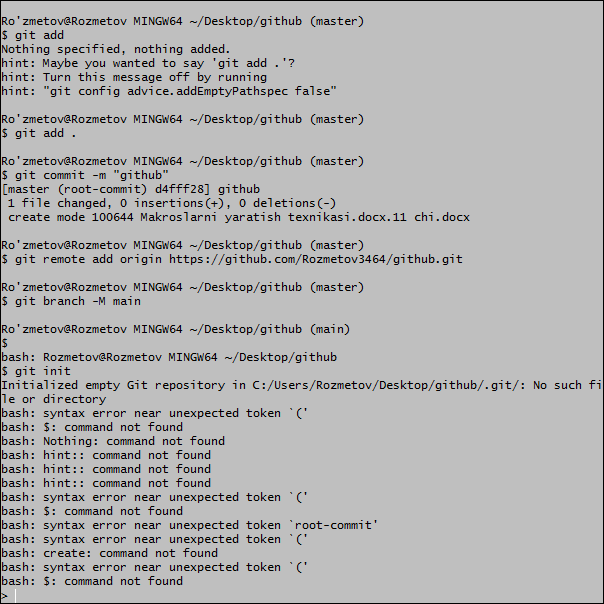 Ro'zmetov@Rozmetov MINGW64 ~/Desktop/github (master)
$ git add
Nothing specified, nothing added.
hint: Maybe you wanted to say 'git add .'?
hint: Turn this message off by running
hint: "git config advice.addEmptyPathspec false"
Ro'zmetov@Rozmetov MINGW64 ~/Desktop/github (master)
$ git add .
Ro'zmetov@Rozmetov MINGW64 ~/Desktop/github (master)
$ git commit -m "github"
[master (root-commit) d4fff28] github
 1 file changed, 0 insertions(+), 0 deletions(-)
 create mode 100644 Makroslarni yaratish texnikasi.docx.11 chi.docx
Ro'zmetov@Rozmetov MINGW64 ~/Desktop/github (master)
$ git remote add origin https://github.com/Rozmetov3464/github.git
Ro'zmetov@Rozmetov MINGW64 ~/Desktop/github (master)
$ git branch -M main
Ro'zmetov@Rozmetov MINGW64 ~/Desktop/github (main)
$
bash: Rozmetov@Rozmetov MINGW64 ~/Desktop/github
$ git init
Initialized empty Git repository in C:/Users/Rozmetov/Desktop/github/.git/: No such fi
le or directory
bash: syntax error near unexpected token `('
bash: $: command not found
bash: Nothing: command not found
bash: hint:: command not found
bash: hint:: command not found
bash: hint:: command not found
bash: syntax error near unexpected token `('
bash: $: command not found
bash: syntax error near unexpected token `root-commit'
bash: syntax error near unexpected token `('
bash: create: command not found
bash: syntax error near unexpected token `('
bash: $: command not found
>